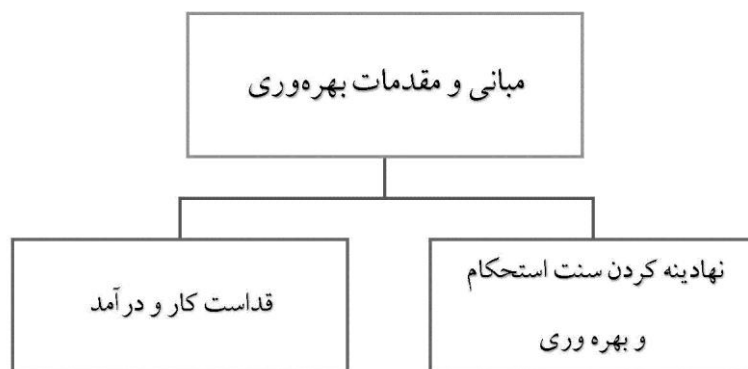 مبانی و مقدمات بهره‌وری
نهادینه کردن سنت استحکام
و بهره وری
قداست کار و درآمد